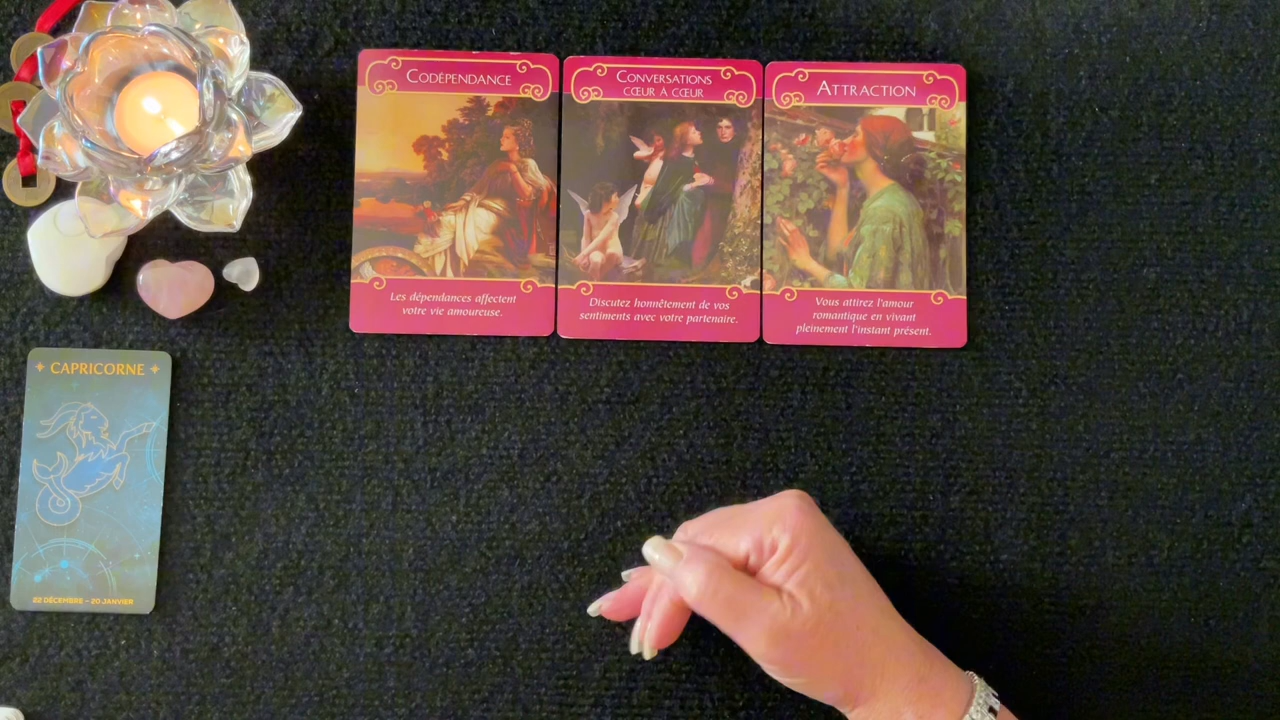 CODÉPENDANCE
Les dépendances affectent
votre vie amoureuse.
CONVERSATIONS
CŒUR À CŒUR
Discutez honnêtement de vos
sentiments avec votre partenaire.
ATTRACTION
Vous attirez l'amour
romantique en vivant
pleinement l'instant présent.
CAPRICORNE
22 DÉCEMBRE – 20 JANVIER